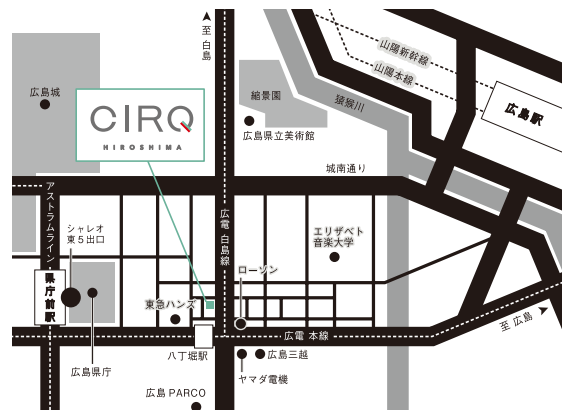 至 白島
広島城
CIRQ
HIROSHIMA
縮景園
広島県立美術館
猿猴川
山陽新幹線
山陽本線
広島駅
城南通り
アストラムライン
シャレオ
東5出口
広電 白島線
エリザベト
音楽大学
県庁前駅
ローソン
東急ハンズ
広島県庁
八丁堀駅
広電 本線
至 広島
広島三越
ヤマダ電機
広島 PARCO